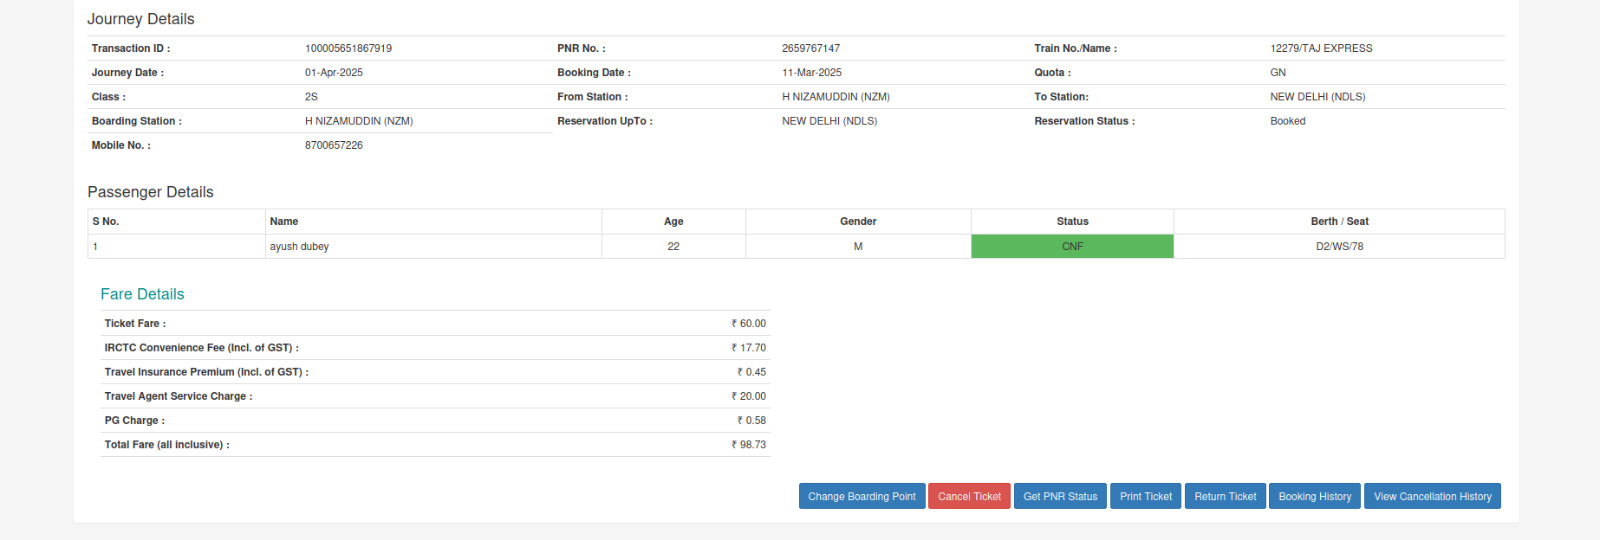 Journey Details
Transaction ID : 100005651867919 PNR No. : 2659767147 Train No./Name : 12279/TAJ EXPRESS
Journey Date : 01-Apr-2025 Booking Date : 11-Mar-2025 Quota : GN
Class : 2S From Station : H NIZAMUDDIN (NZM) To Station: NEW DELHI (NDLS)
Boarding Station : H NIZAMUDDIN (NZM) Reservation UpTo : NEW DELHI (NDLS) Reservation Status : Booked
Mobile No. : 8700657226
Passenger Details
S No. Name Age Gender Status Berth / Seat
1 ayush dubey 22 M CNF D2/WS/78
Fare Details
Ticket Fare : ₹ 60.00
IRCTC Convenience Fee (Incl. of GST) : ₹ 17.70
Travel Insurance Premium (Incl. of GST) : ₹ 0.45
Travel Agent Service Charge : ₹ 20.00
PG Charge : ₹ 0.58
Total Fare (all inclusive) : ₹ 98.73
Change Boarding Point Cancel Ticket Get PNR Status Print Ticket Return Ticket Booking History View Cancellation History